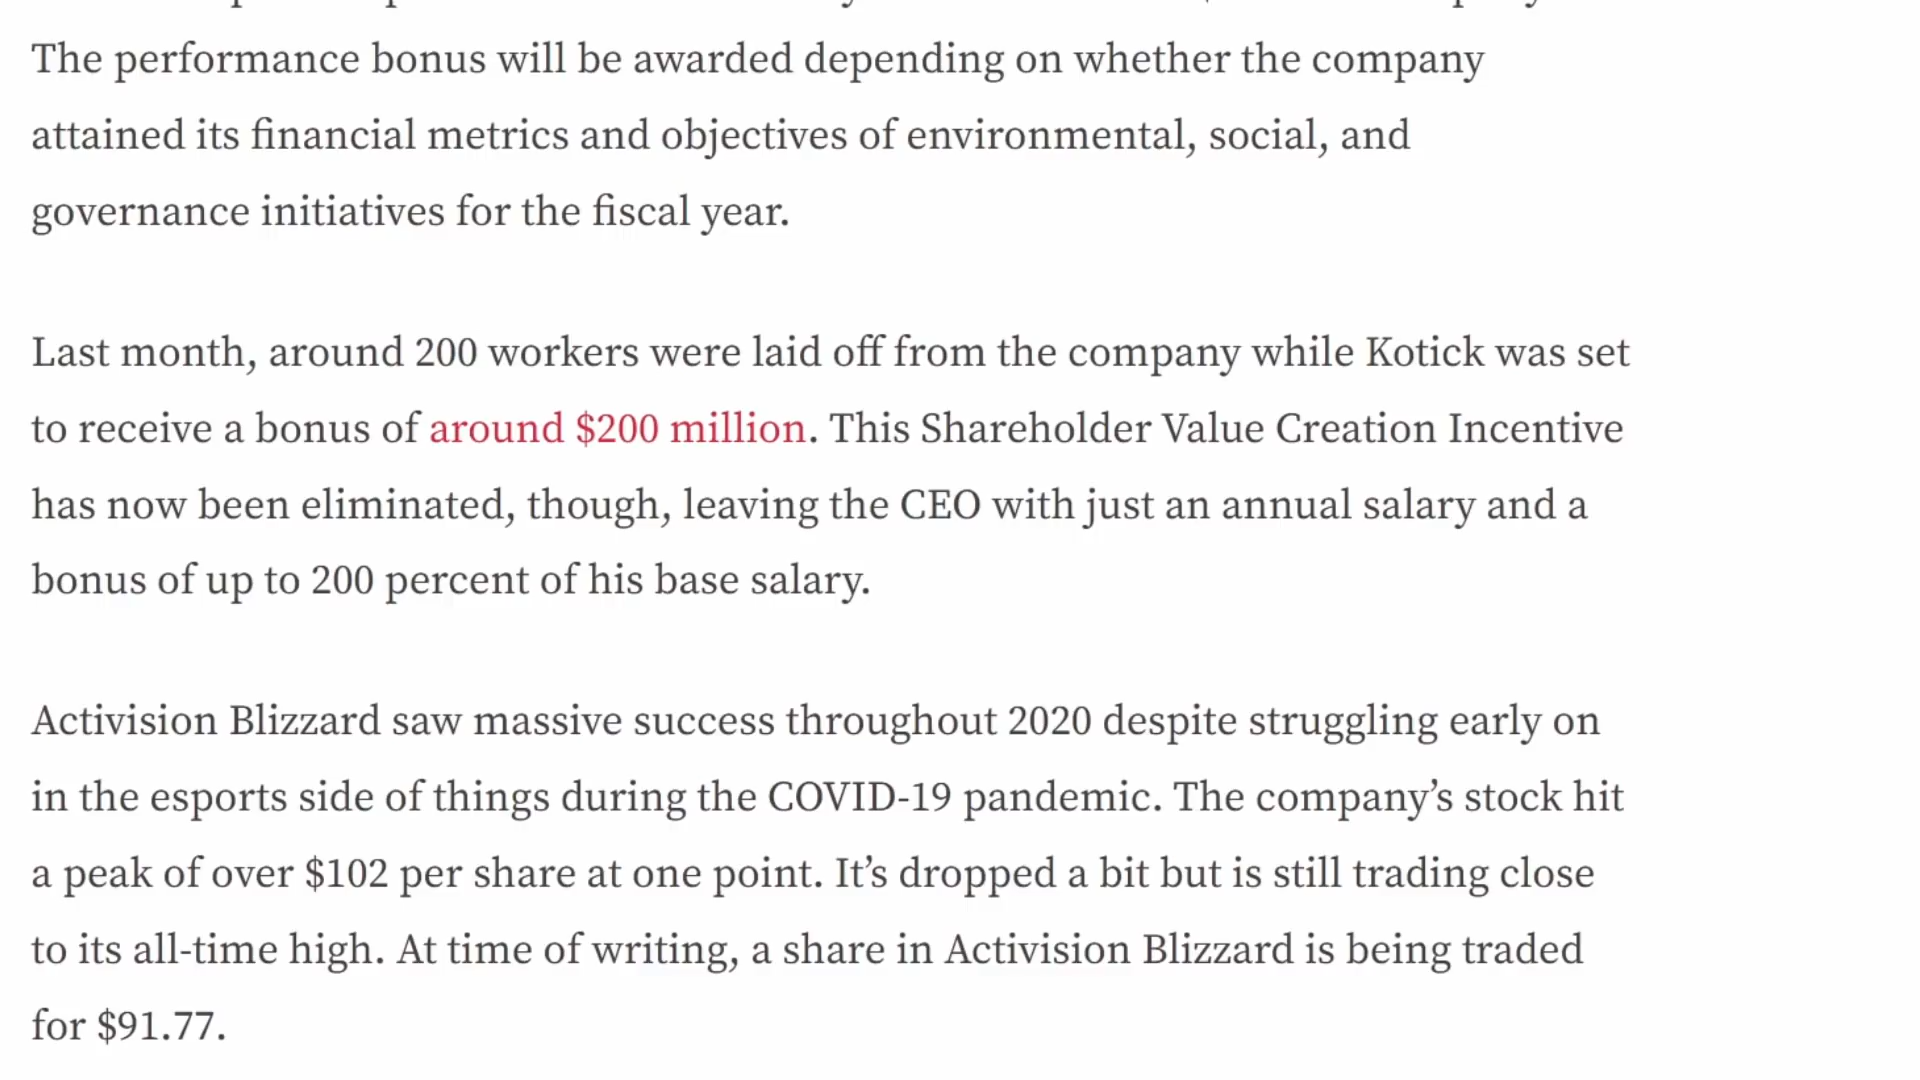 The performance bonus will be awarded depending on whether the company
attained its financial metrics and objectives of environmental, social, and
governance initiatives for the fiscal year.
Last month, around 200 workers were laid off from the company while Kotick was set
to receive a bonus of around $200 million. This Shareholder Value Creation Incentive
has now been eliminated, though, leaving the CEO with just an annual salary and a
bonus of up to 200 percent of his base salary.
Activision Blizzard saw massive success throughout 2020 despite struggling early on
in the esports side of things during the COVID-19 pandemic. The company’s stock hit
a peak of over $102 per share at one point. It’s dropped a bit but is still trading close
to its all-time high. At time of writing, a share in Activision Blizzard is being traded
for $91.77.